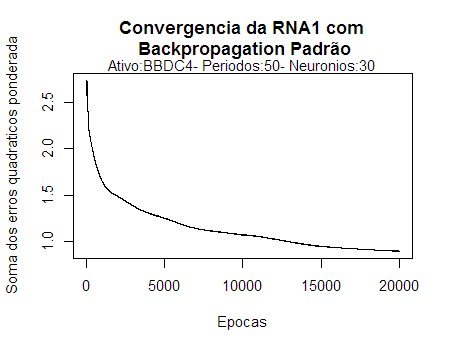 Convergencia da RNA1 com
Backpropagation Padrão
Ativo:BBDC4- Periodos:50- Neuronios:30
Soma dos erros quadraticos ponderada
2.5
2.0
1.5
1.0
0
5000
10000
15000
20000
Epocas